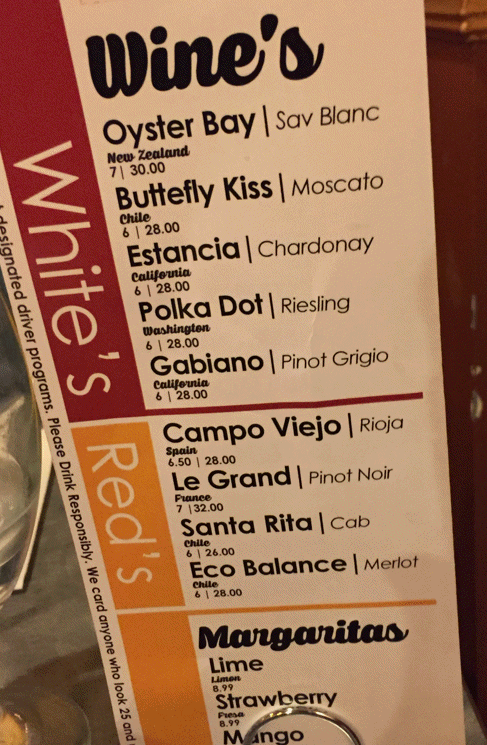 Wine's
White's
Oyster Bay | Sav Blanc
New Zealand
7 | 30.00
Buttefly Kiss | Moscato
Chile
6 | 28.00
Estancia | Chardonay
California
6 | 28.00
Polka Dot | Riesling
Washington
6 | 28.00
Gabiano | Pinot Grigio
California
6 | 28.00
Red's
Campo Viejo | Rioja
Spain
6.50 | 28.00
Le Grand | Pinot Noir
France
7 | 32.00
Santa Rita | Cab
Chile
6 | 26.00
Eco Balance | Merlot
Chile
6 | 28.00
Margaritas
Lime
Limon
8.99
Strawberry
Fresa
8.99
Mango
designated driver programs. Please Drink Responsibly. We card anyone who look 25 and